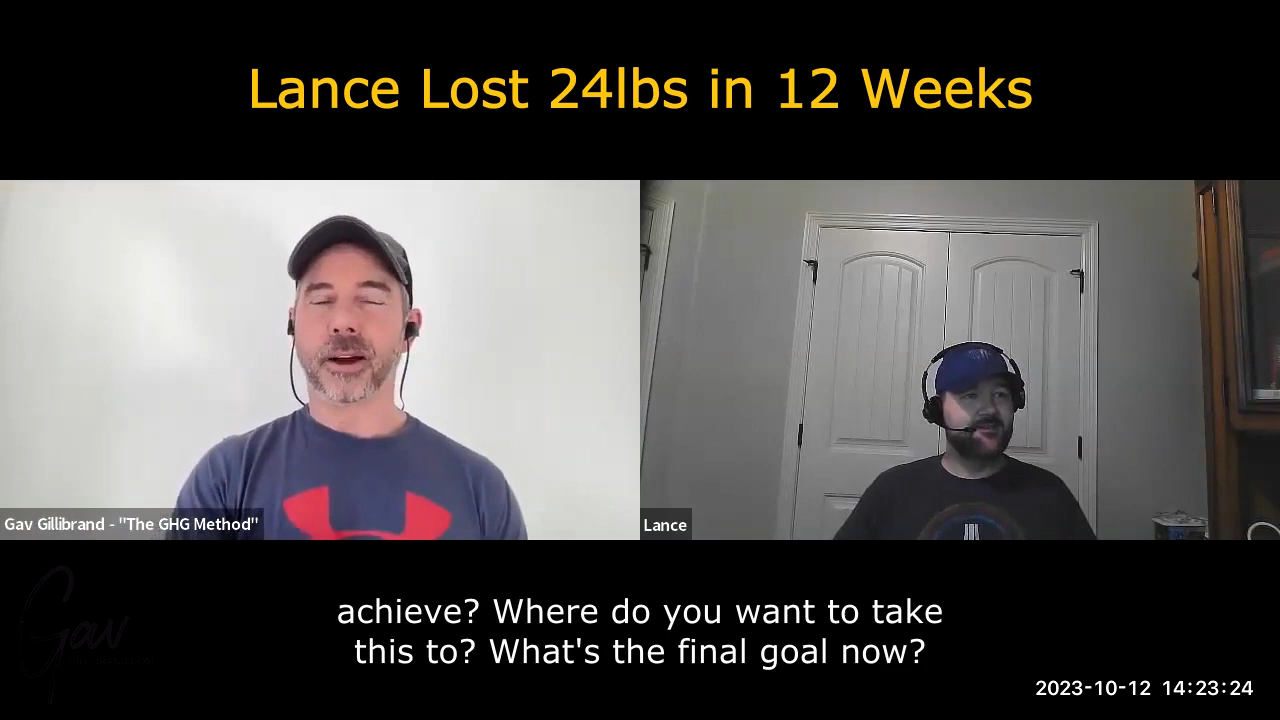 Lance Lost 24lbs in 12 Weeks
Gav Gillibrand - "The GHG Method"
Lance
achieve? Where do you want to take
this to? What's the final goal now?
Gav
2023-10-12 14:23:24